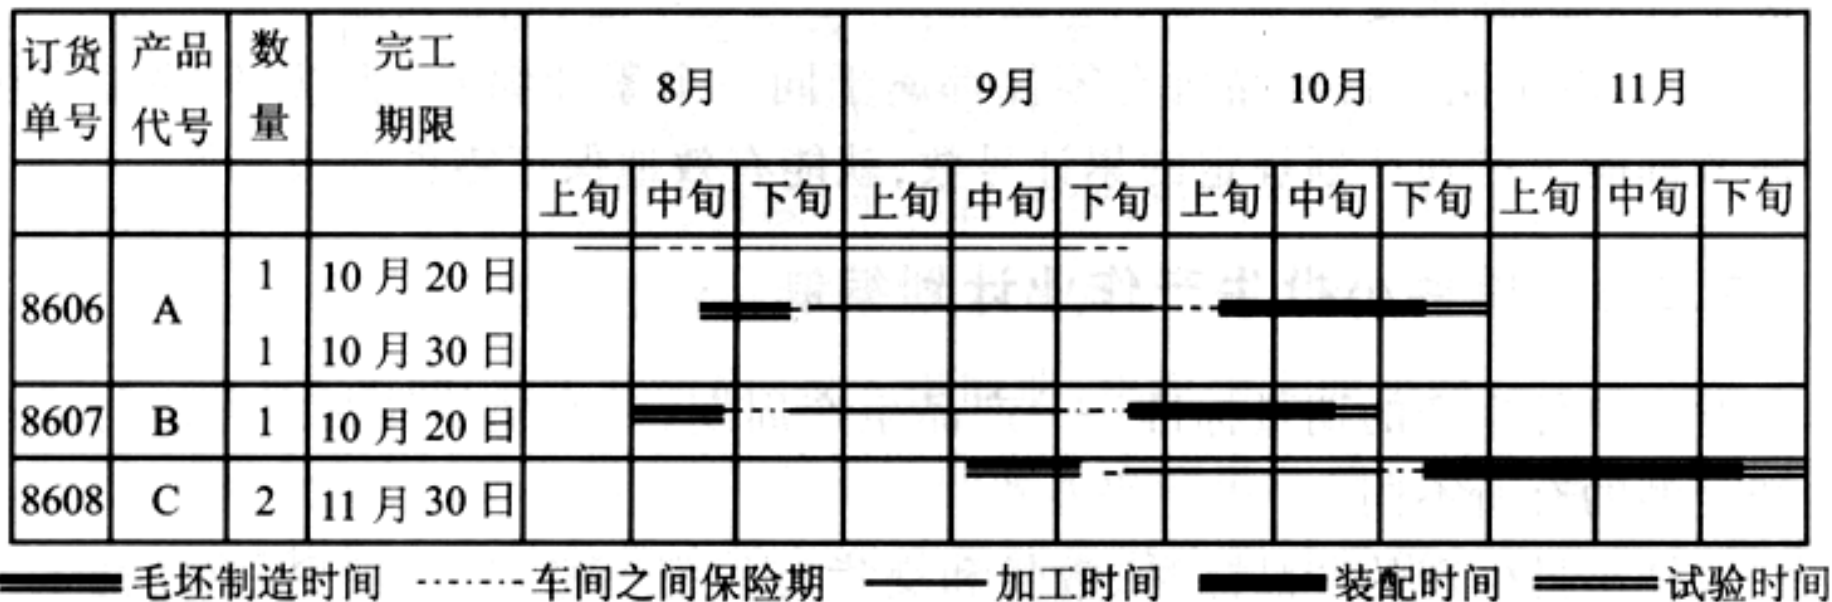 订货单号 产品代号 数量 完工期限 8月 9月 10月 11月
上旬 中旬 下旬 上旬 中旬 下旬 上旬 中旬 下旬 上旬 中旬 下旬
8606 A 1 10月20日
1 10月30日
8607 B 1 10月20日
8608 C 2 11月30日
毛坯制造时间 车间之间保险期 加工时间 装配时间 试验时间